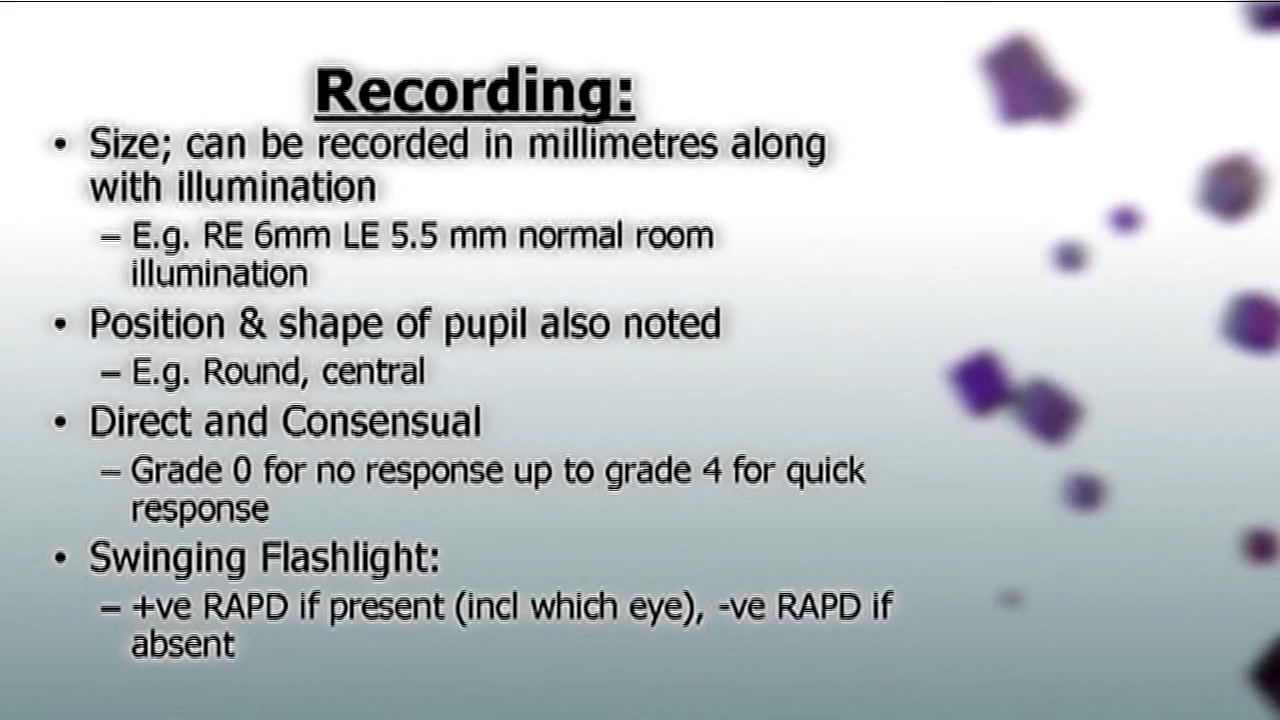 Recording:
• Size; can be recorded in millimetres along
with illumination
– E.g. RE 6mm LE 5.5 mm normal room
illumination
• Position & shape of pupil also noted
– E.g. Round, central
• Direct and Consensual
– Grade 0 for no response up to grade 4 for quick
response
• Swinging Flashlight:
– +ve RAPD if present (incl which eye), -ve RAPD if
absent